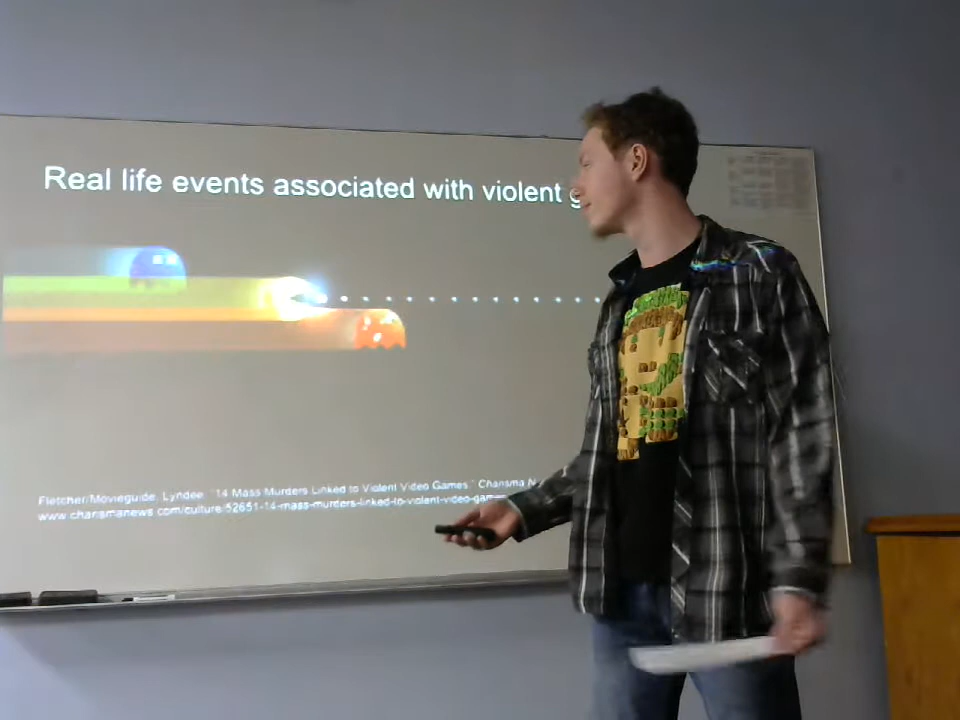 Real life events associated with violent
Fletcher/Movieguide, Lyndee "14 Mass Murders Linked to Violent Video Games." Charisma
www.charismanews.com/culture/52651-14-mass-murders-linked-to-violent-video-games